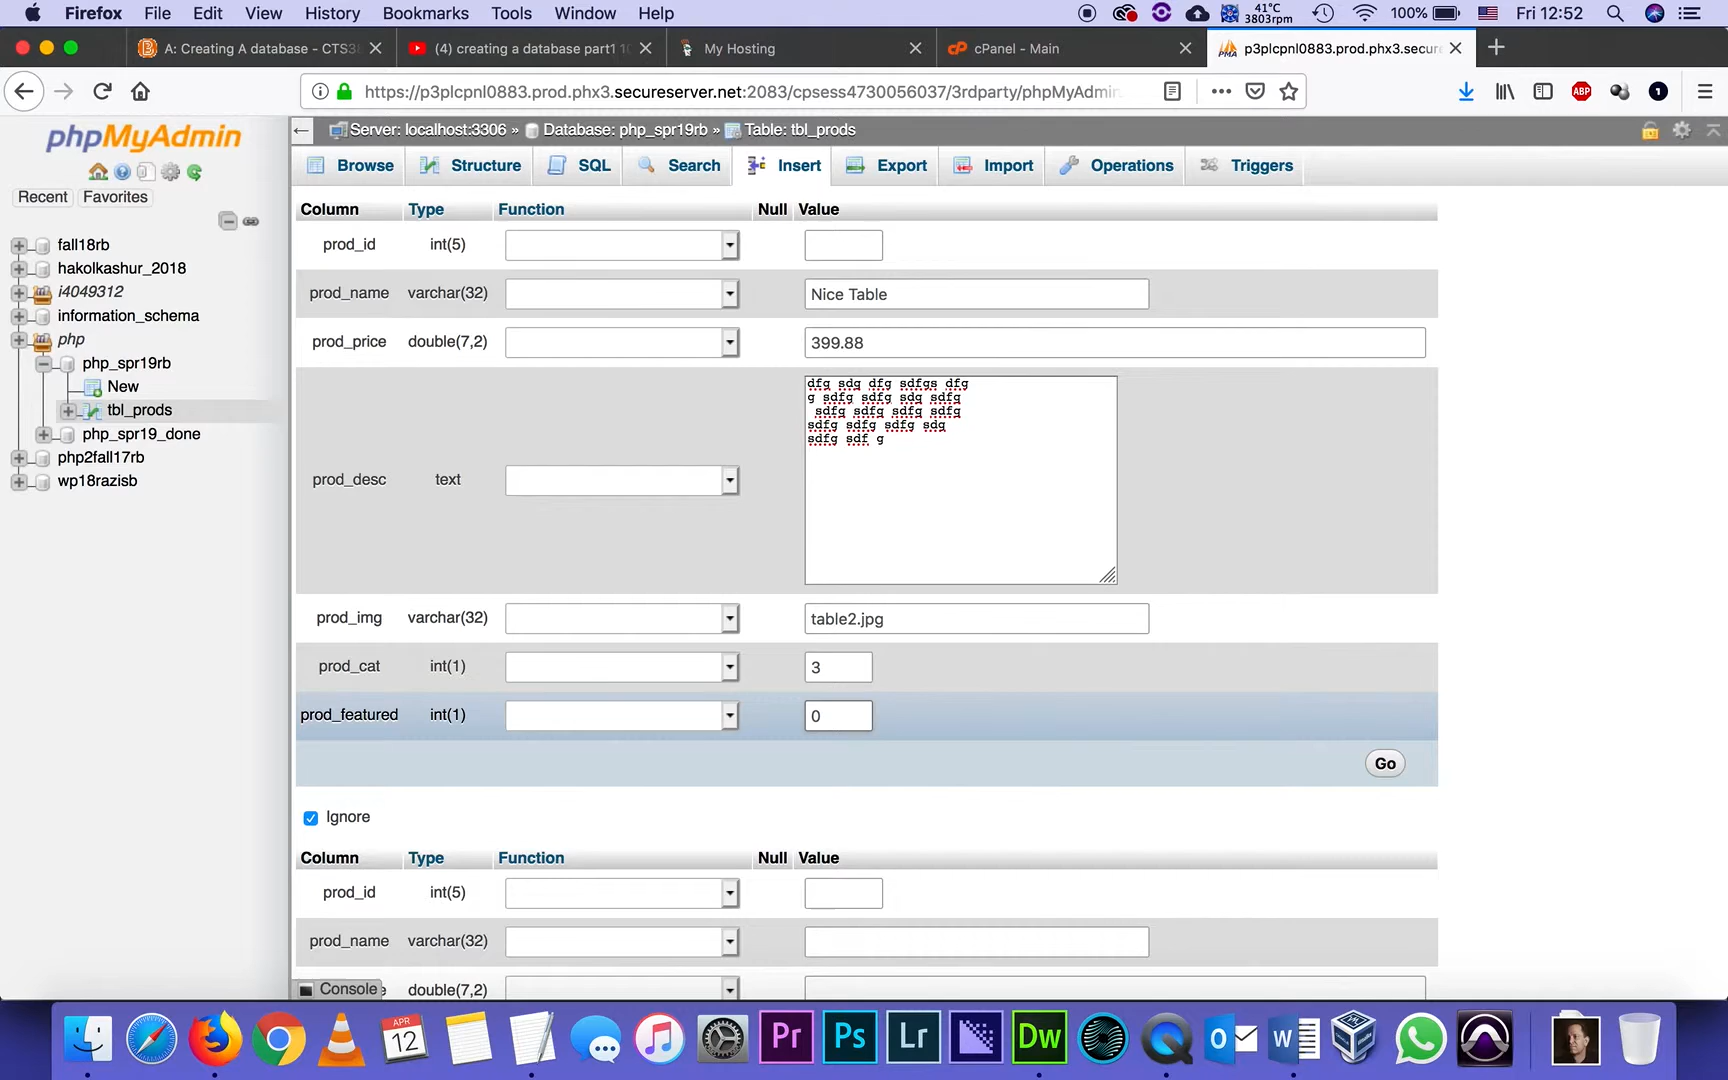 Firefox File Edit View History Bookmarks Tools Window Help 41°C 3803rpm 100% Fri 12:52
A: Creating A database - CTS3 (4) creating a database part1 1 My Hosting cPanel - Main p3plcpnl0883.prod.phx3.secure
https://p3plcpnl0883.prod.phx3.secureserver.net:2083/cpsess4730056037/3rdparty/phpMyAdmin ABP 1
phpMyAdmin
Server: localhost:3306 » Database: php_spr19rb » Table: tbl_prods
Browse Structure SQL Search Insert Export Import Operations Triggers
Recent Favorites
fall18rb
hakolkashur_2018
i4049312
information_schema
php
php_spr19rb
New
tbl_prods
php_spr19_done
php2fall17rb
wp18razisb
Column Type Function Null Value
prod_id int(5)
prod_name varchar(32) Nice Table
prod_price double(7,2) 399.88
dfg sdg dfg sdfgs dfg
g sdfg sdfg sdg sdfg
sdfg sdfg sdfg sdfg
sdfg sdfg sdfg sdg
sdfg sdf g
prod_desc text
prod_img varchar(32) table2.jpg
prod_cat int(1) 3
prod_featured int(1) 0
Go
Ignore
Column Type Function Null Value
prod_id int(5)
prod_name varchar(32)
Console e double(7,2)
APR 12 Pr Ps Lr Dw